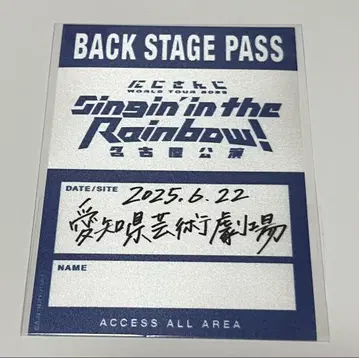 BACK STAGE PASS
にじさんじ
WORLD TOUR 2025
Singin' in the
Rainbow!
名古屋公演
DATE/SITE
2025.6.22
愛知県芸術劇場
NAME
ACCESS ALL AREA